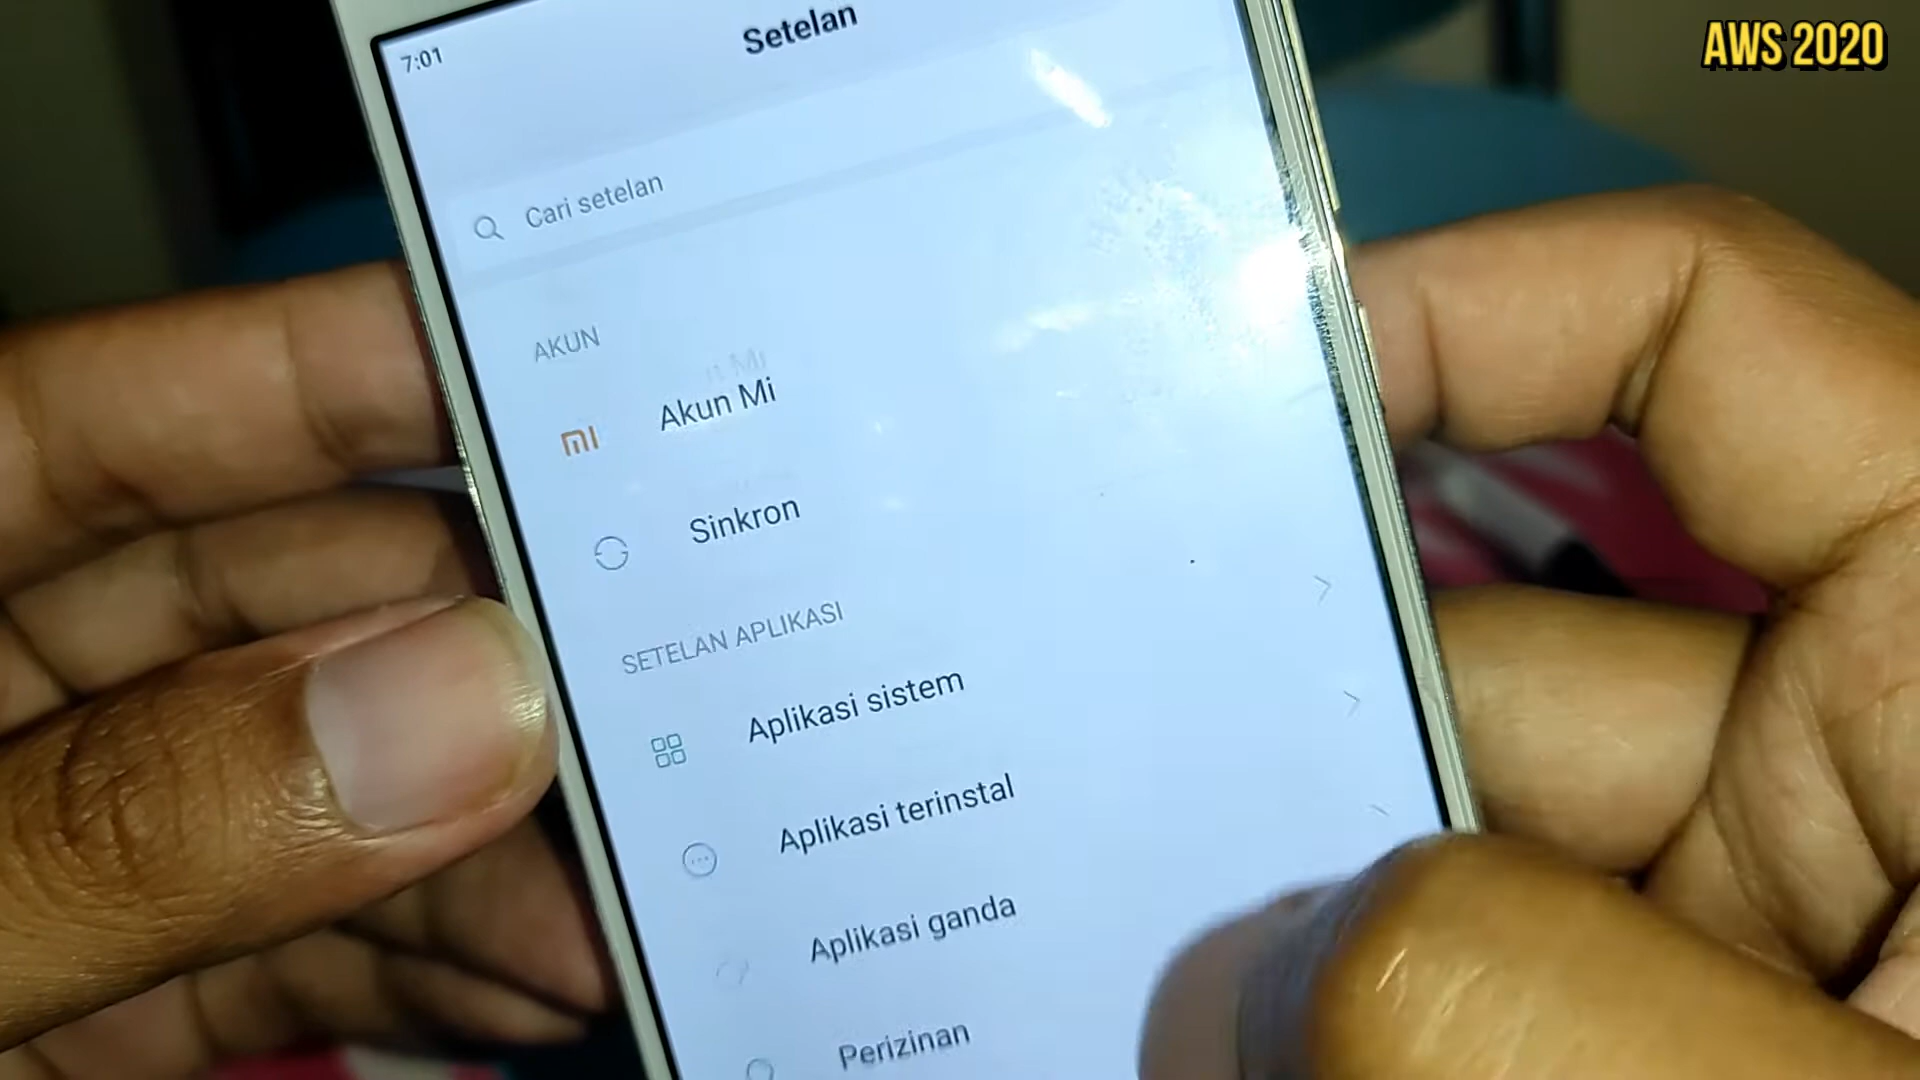 AWS 2020
7:01
Setelan
Cari setelan
AKUN
Akun Mi
Sinkron
SETELAN APLIKASI
Aplikasi sistem
Aplikasi terinstal
Aplikasi ganda
Perizinan